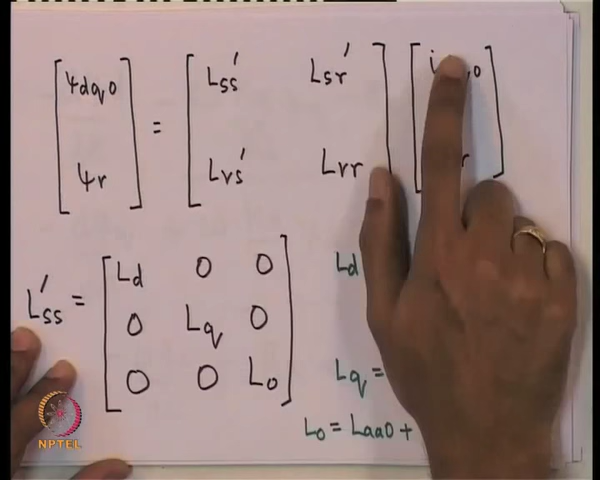 [ψdq0 ψr] = [Lss' Lsr' Lrs' Lrr] [i 0 r]
Lss' = [Ld 0 0
0 Lq 0
0 0 L0]
Ld
Lq =
L0 = Laa0 +
NPTEL